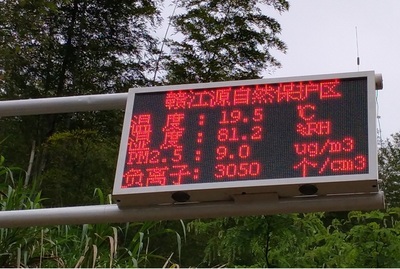 赣江源自然保护区
温 度：19.5 ℃
湿 度：81.2 %RH
PM2.5：9.0 ug/m3
负离子：3050 个/cm3